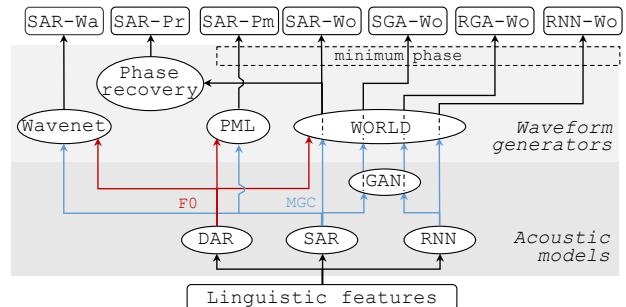 SAR-Wa SAR-Pr SAR-Pm SAR-Wo SGA-Wo RGA-Wo RNN-Wo
minimum phase
Phase
recovery
Wavenet PML WORLD
Waveform
generators
GAN
F0 MGC
DAR SAR RNN
Acoustic
models
Linguistic features